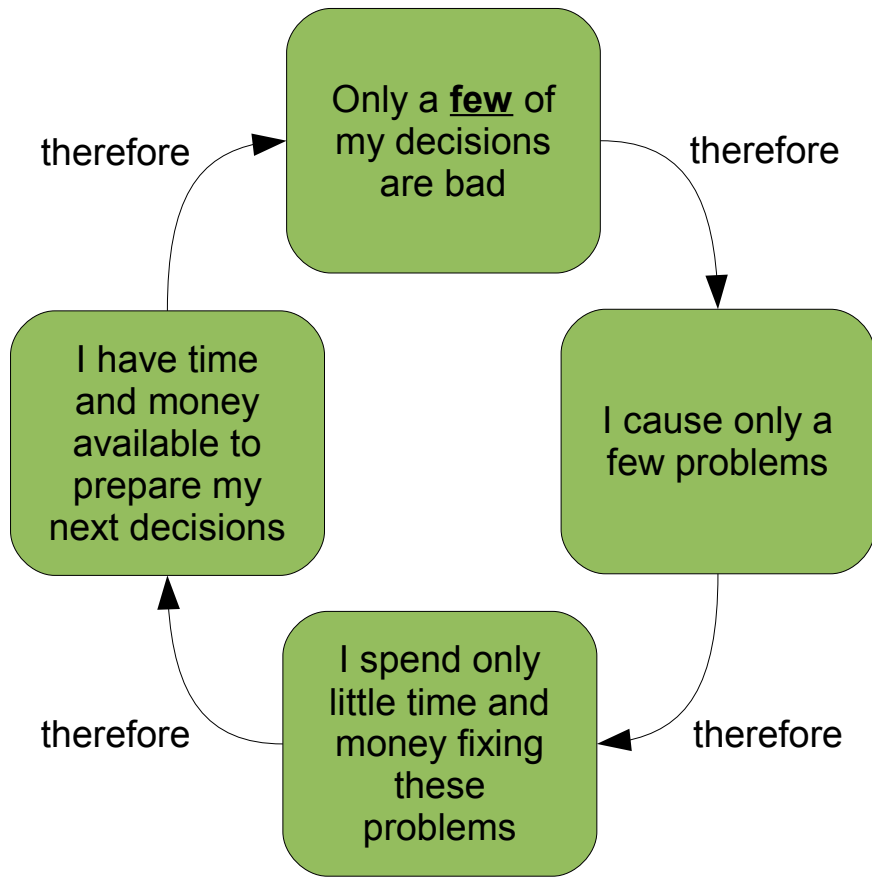 Only a few of
my decisions
are bad
therefore
I cause only a
few problems
therefore
I spend only
little time and
money fixing
these
problems
therefore
I have time
and money
available to
prepare my
next decisions
therefore